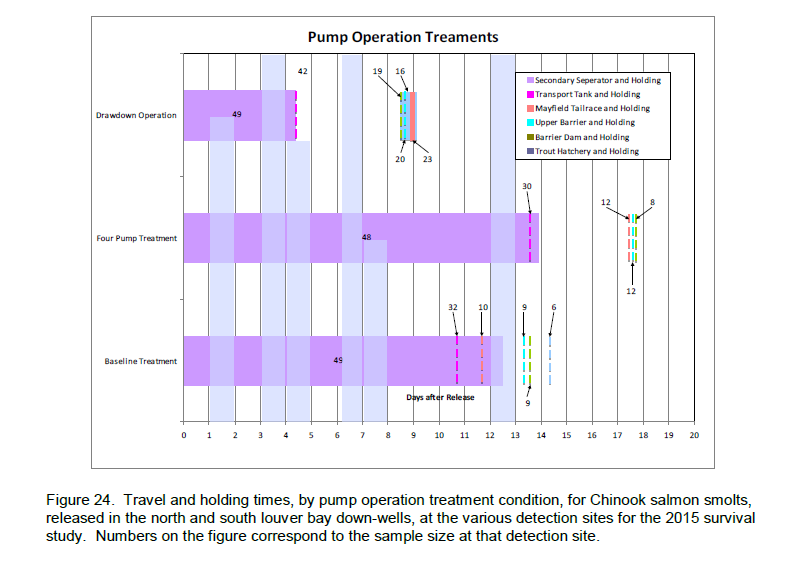 Pump Operation Treaments
Secondary Seperator and Holding
Transport Tank and Holding
Mayfield Tailrace and Holding
Upper Barrier and Holding
Barrier Dam and Holding
Trout Hatchery and Holding
Drawdown Operation
49
42
19
16
20
23
Four Pump Treatment
48
30
12
8
12
Baseline Treatment
49
32
10
9
6
9
Days after Release
0 1 2 3 4 5 6 7 8 9 10 11 12 13 14 15 16 17 18 19 20
Figure 24. Travel and holding times, by pump operation treatment condition, for Chinook salmon smolts,
released in the north and south louver bay down-wells, at the various detection sites for the 2015 survival
study. Numbers on the figure correspond to the sample size at that detection site.